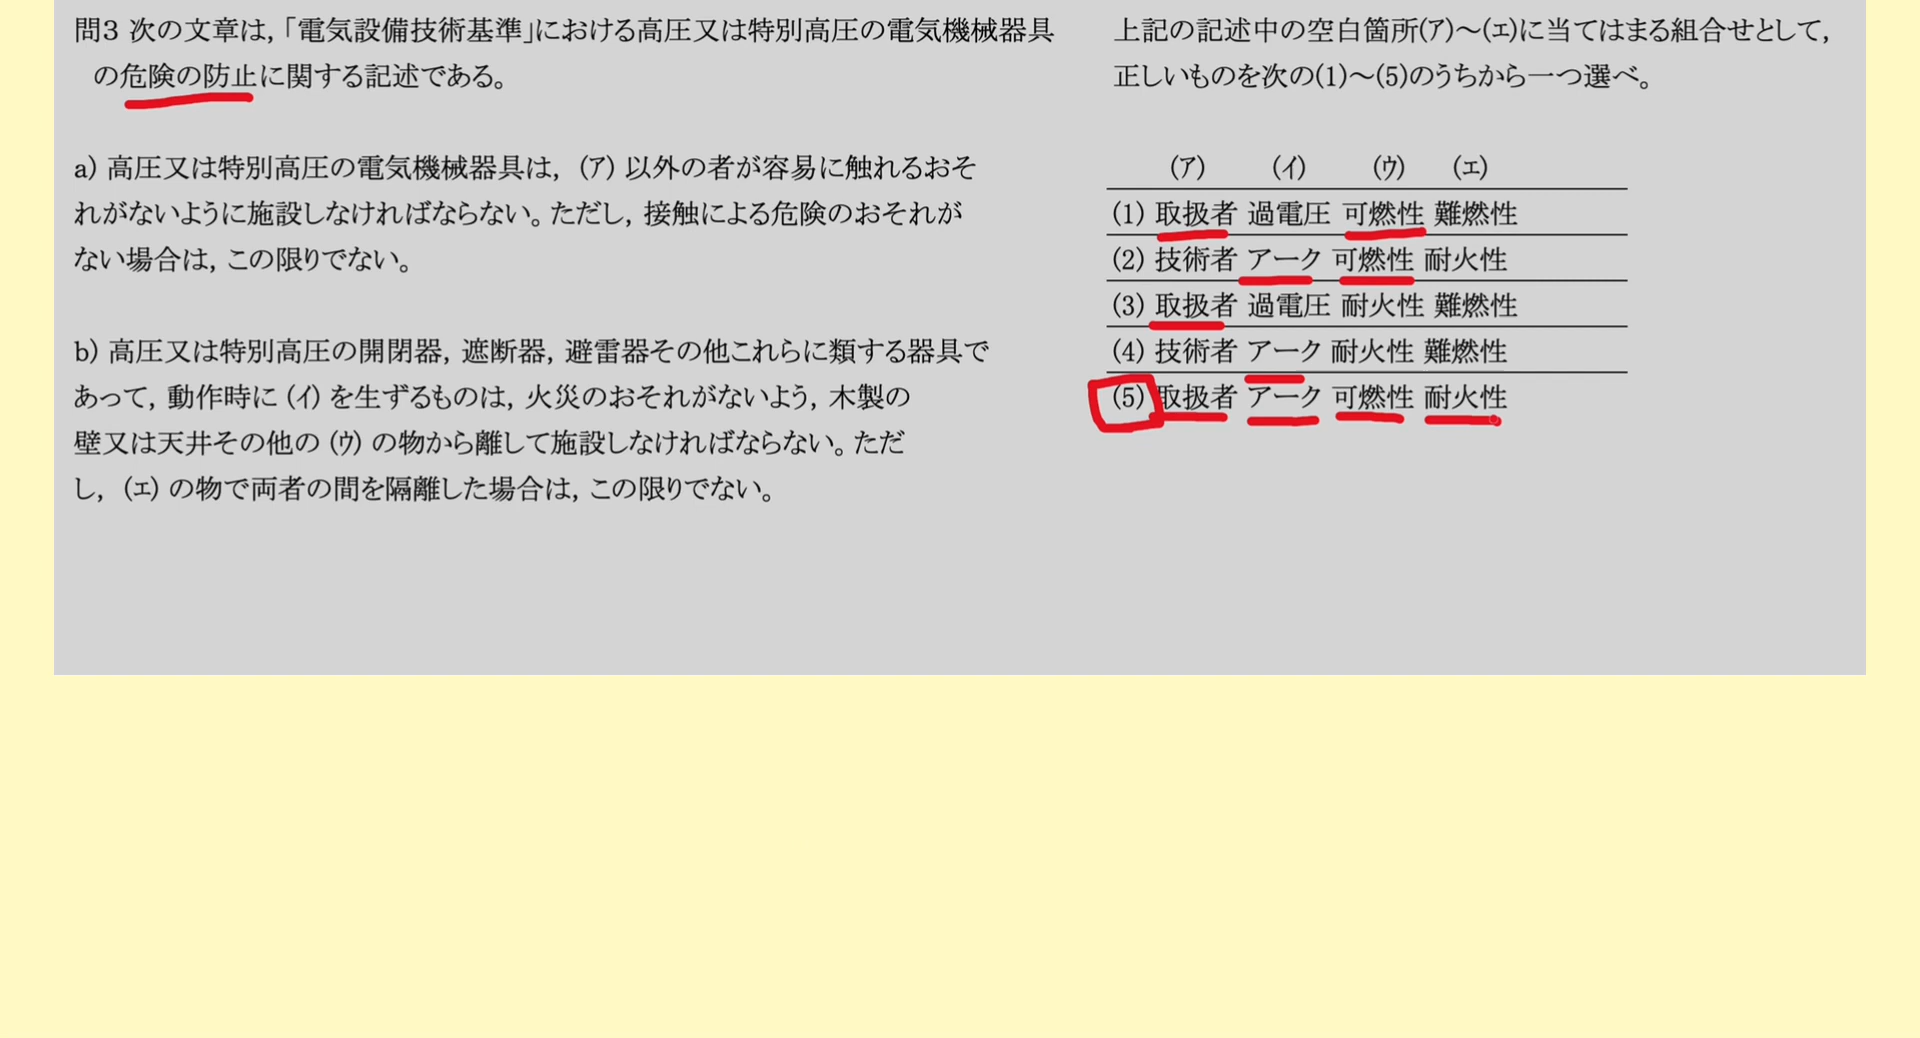 問3 次の文章は，「電気設備技術基準」における高圧又は特別高圧の電気機械器具
の危険の防止に関する記述である。
a) 高圧又は特別高圧の電気機械器具は， (ア) 以外の者が容易に触れるおそ
れがないように施設しなければならない。ただし，接触による危険のおそれが
ない場合は，この限りでない。
b) 高圧又は特別高圧の開閉器，遮断器，避雷器その他これらに類する器具で
あって，動作時に (イ) を生ずるものは，火災のおそれがないよう，木製の
壁又は天井その他の (ウ) の物から離して施設しなければならない。ただ
し， (エ) の物で両者の間を隔離した場合は，この限りでない。
上記の記述中の空白箇所(ア)～(エ)に当てはまる組合せとして，
正しいものを次の(1)～(5)のうちから一つ選べ。
(ア) (イ) (ウ) (エ)
(1) 取扱者 過電圧 可燃性 難燃性
(2) 技術者 アーク 可燃性 耐火性
(3) 取扱者 過電圧 耐火性 難燃性
(4) 技術者 アーク 耐火性 難燃性
(5) 取扱者 アーク 可燃性 耐火性